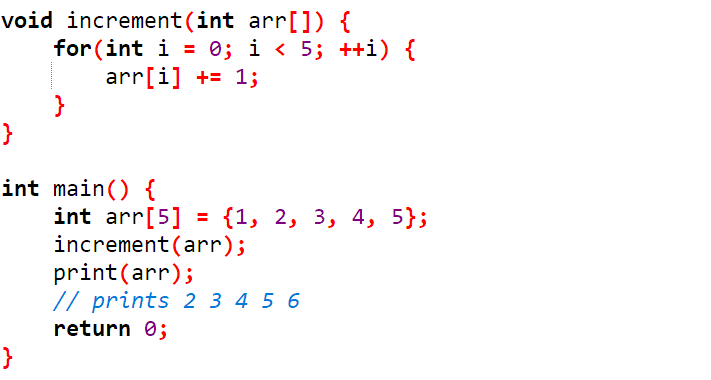 void increment(int arr[]) {
    for(int i = 0; i < 5; ++i) {
        arr[i] += 1;
    }
}

int main() {
    int arr[5] = {1, 2, 3, 4, 5};
    increment(arr);
    print(arr);
    // prints 2 3 4 5 6
    return 0;
}